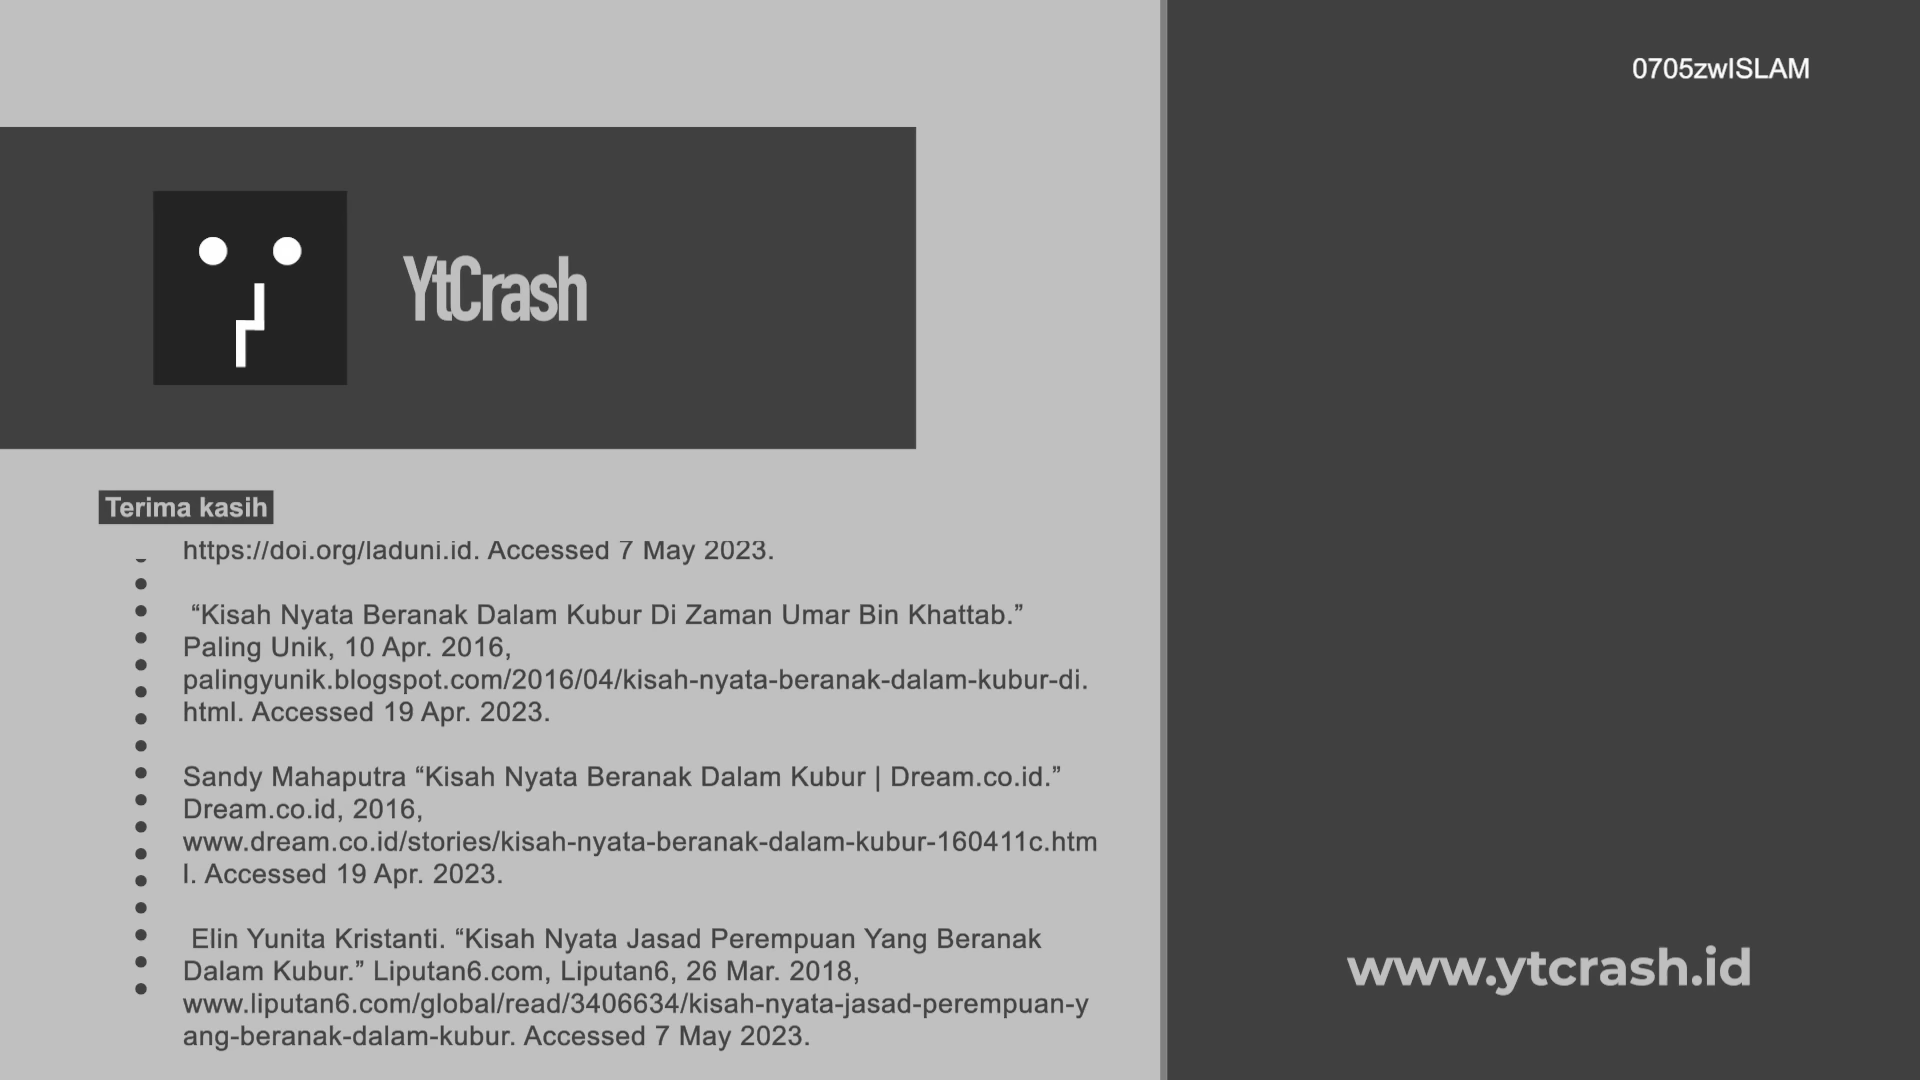 0705zwISLAM
YtCrash
Terima kasih
https://doi.org/laduni.id. Accessed 7 May 2023.
“Kisah Nyata Beranak Dalam Kubur Di Zaman Umar Bin Khattab.”
Paling Unik, 10 Apr. 2016,
palingyunik.blogspot.com/2016/04/kisah-nyata-beranak-dalam-kubur-di.
html. Accessed 19 Apr. 2023.
Sandy Mahaputra “Kisah Nyata Beranak Dalam Kubur | Dream.co.id.”
Dream.co.id, 2016,
www.dream.co.id/stories/kisah-nyata-beranak-dalam-kubur-160411c.htm
l. Accessed 19 Apr. 2023.
Elin Yunita Kristanti. “Kisah Nyata Jasad Perempuan Yang Beranak
Dalam Kubur.” Liputan6.com, Liputan6, 26 Mar. 2018,
www.liputan6.com/global/read/3406634/kisah-nyata-jasad-perempuan-y
ang-beranak-dalam-kubur. Accessed 7 May 2023.
www.ytcrash.id